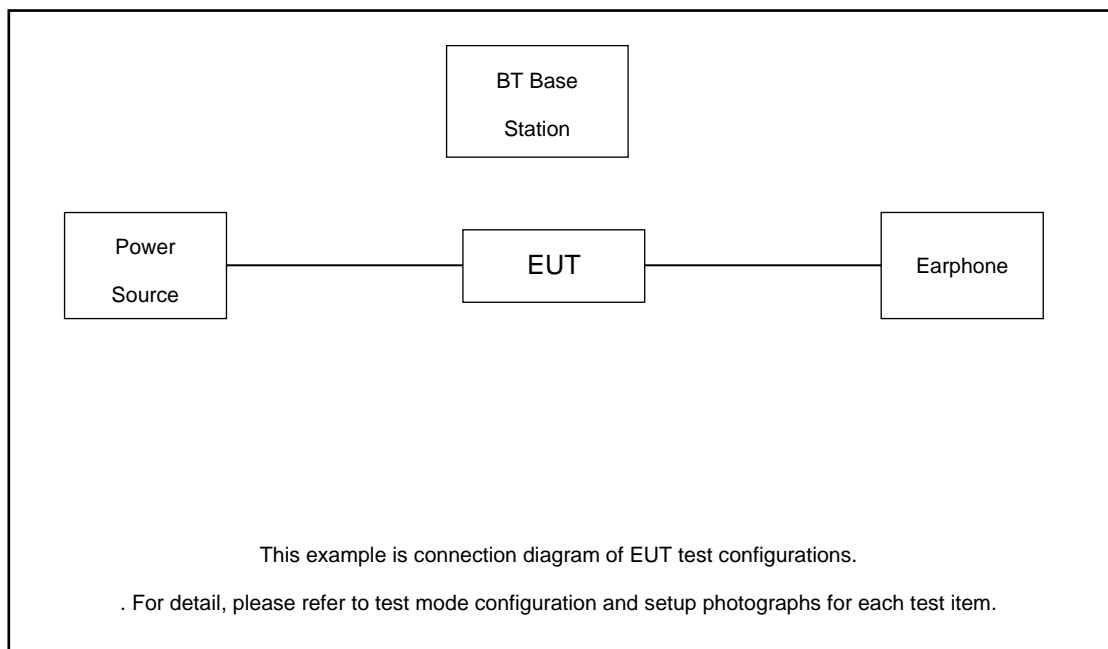 BT Base
Station
Power
Source
EUT
Earphone
This example is connection diagram of EUT test configurations.
. For detail, please refer to test mode configuration and setup photographs for each test item.